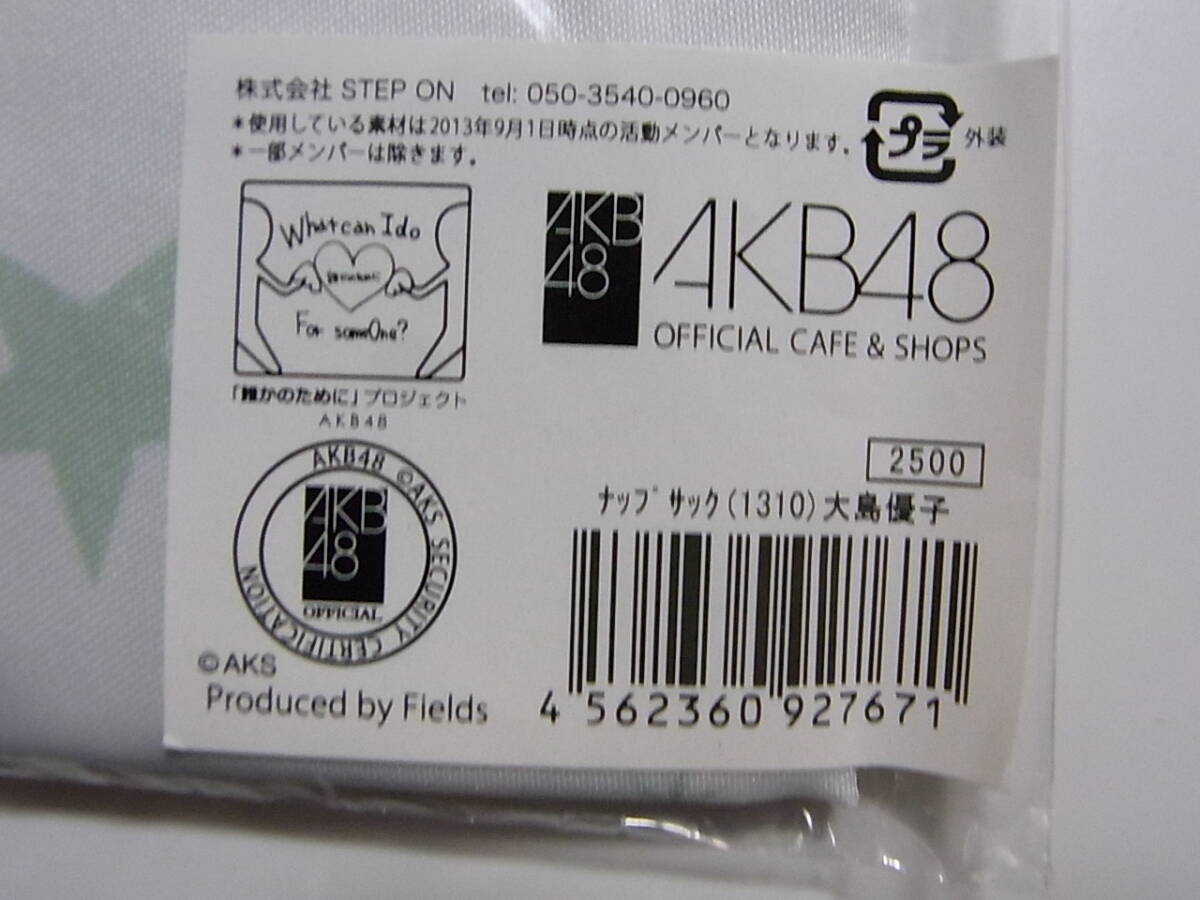 株式会社 STEP ON tel: 050-3540-0960
*使用している素材は2013年9月1日時点の活動メンバーとなります。
*一部メンバーは除きます。
プラ 外装
What can I do
For someOne?
「誰かのために」プロジェクト
AKB48
AKB
48
AKB48
OFFICIAL CAFE & SHOPS
2500
ナップサック(1310)大島優子
AKB48 ©AKS SECURITY CERTIFICATION
AKB
48
©AKS
Produced by Fields
4 562360 927671